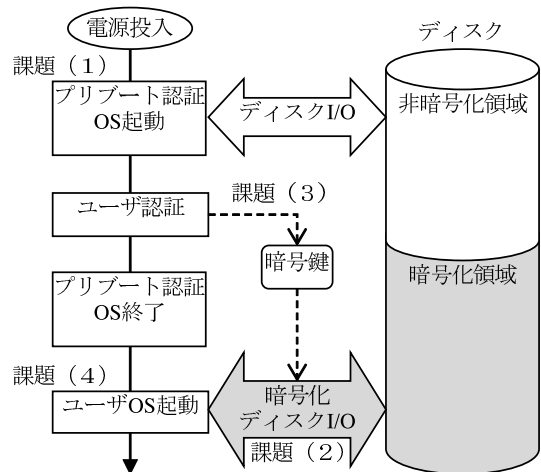 電源投入
ディスク
課題（1）
プリブート認証
OS起動
ディスクI/O
非暗号化領域
ユーザ認証
課題（3）
暗号鍵
暗号化領域
プリブート認証
OS終了
課題（4）
ユーザOS起動
暗号化
ディスクI/O
課題（2）